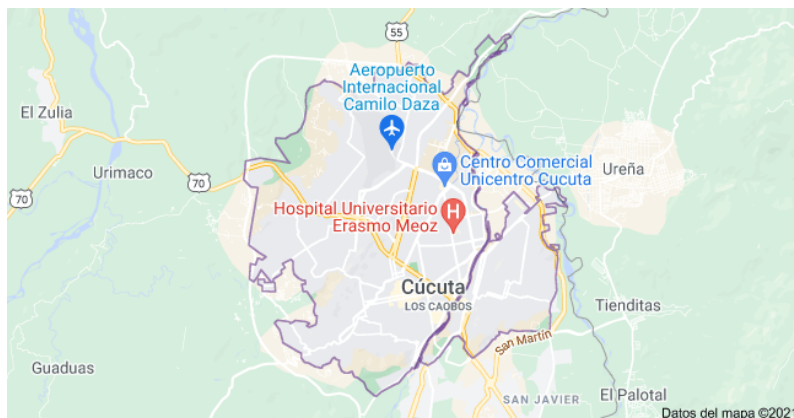 55
Aeropuerto
Internacional
Camilo Daza
El Zulia
Urimaco
70
70
Centro Comercial
Unicentro Cucuta
Ureña
Hospital Universitario
Erasmo Meoz
H
Cúcuta
LOS CAOBOS
Tienditas
San Martín
Guaduas
SAN JAVIER
El Palotal
Datos del mapa ©2021